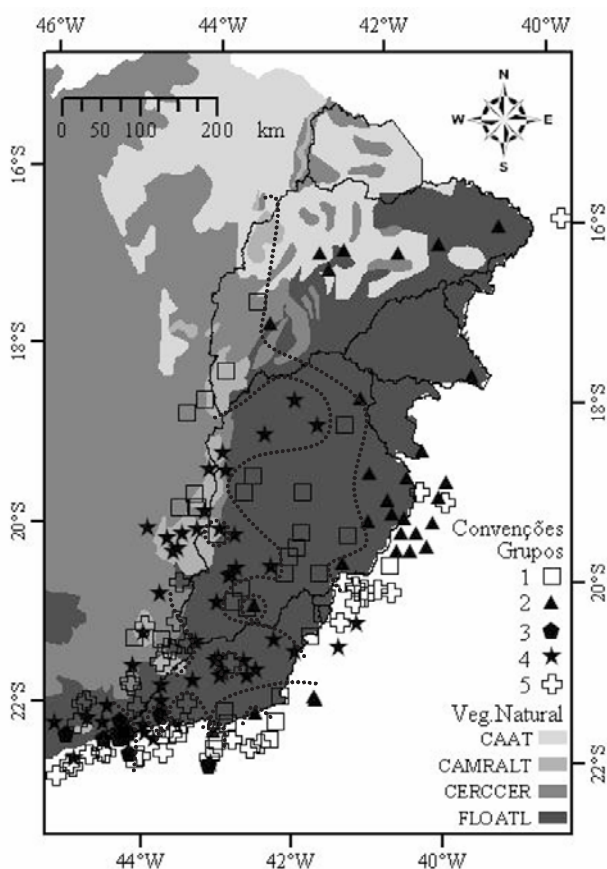 46°W 44°W 42°W 40°W
0 50 100 200 km
N
W E
S
16°S
16°S
18°S
18°S
20°S
20°S
22°S
22°S
Convenções
Grupos
1
2
3
4
5
Veg.Natural
CAAT
CAMRALT
CERCCER
FLOATL
44°W 42°W 40°W